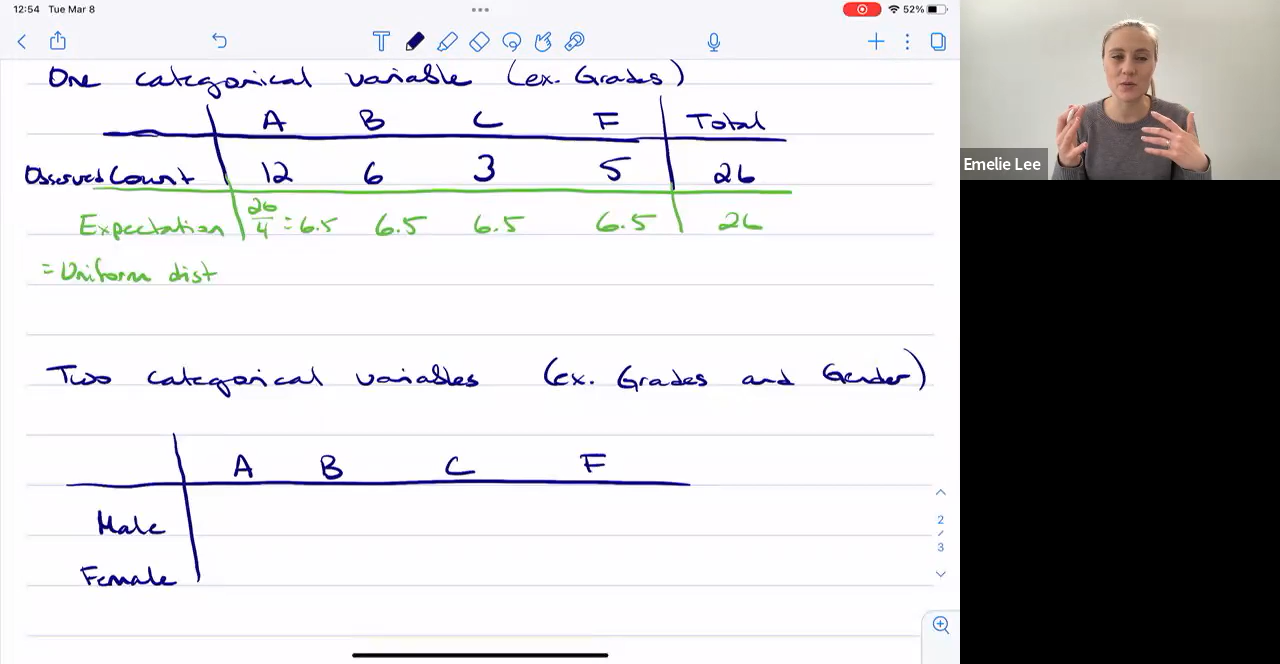 12:54 Tue Mar 8
52%
One categorical variable (ex. Grades)
A B C F Total
Observed Count 12 6 3 5 26
Expectation 26/4 = 6.5 6.5 6.5 6.5 26
= Uniform dist
Two categorical variables (ex. Grades and Gender)
A B C F
Male
Female
2
3
Emelie Lee